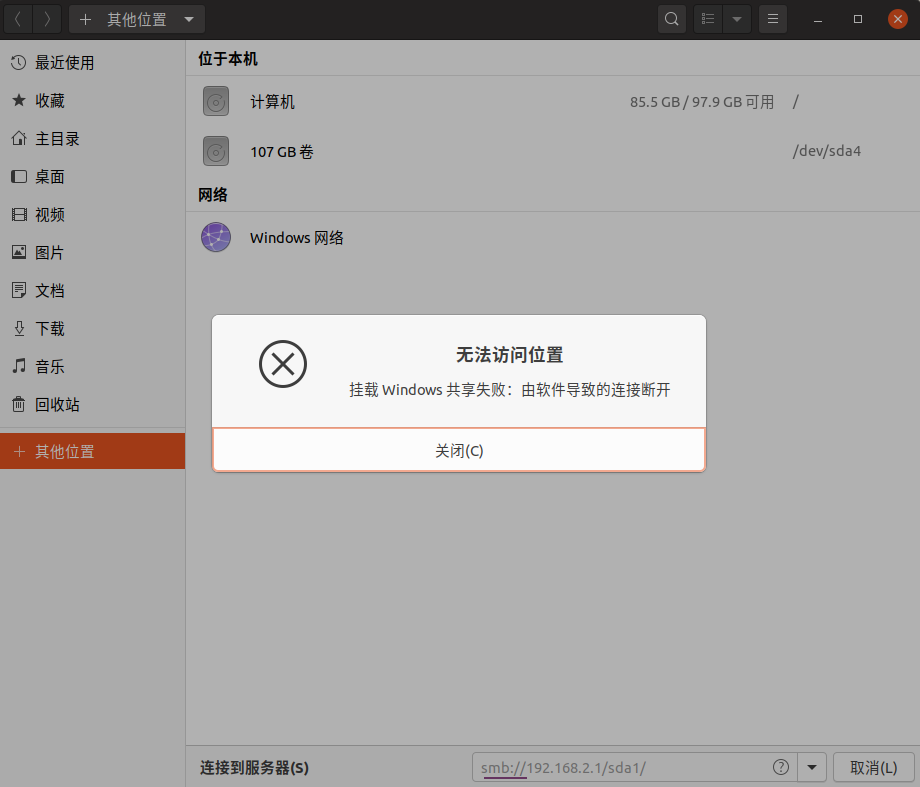 其他位置
最近使用
收藏
主目录
桌面
视频
图片
文档
下载
音乐
回收站
其他位置
位于本机
计算机 85.5 GB / 97.9 GB 可用 /
107 GB 卷 /dev/sda4
网络
Windows 网络
无法访问位置
挂载 Windows 共享失败：由软件导致的连接断开
关闭(C)
连接到服务器(S) smb://192.168.2.1/sda1/ 取消(L)